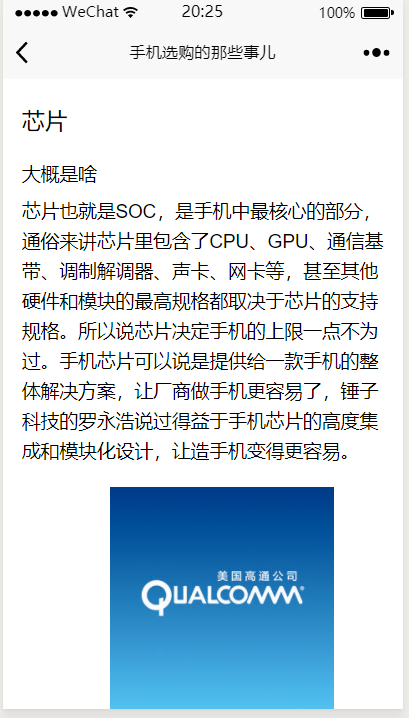 WeChat 20:25 100%
手机选购的那些事儿
芯片
大概是啥
芯片也就是SOC，是手机中最核心的部分，
通俗来讲芯片里包含了CPU、GPU、通信基
带、调制解调器、声卡、网卡等，甚至其他
硬件和模块的最高规格都取决于芯片的支持
规格。所以说芯片决定手机的上限一点不为
过。手机芯片可以说是提供给一款手机的整
体解决方案，让厂商做手机更容易了，锤子
科技的罗永浩说过得益于手机芯片的高度集
成和模块化设计，让造手机变得更容易。
美国高通公司
QUALCOMM